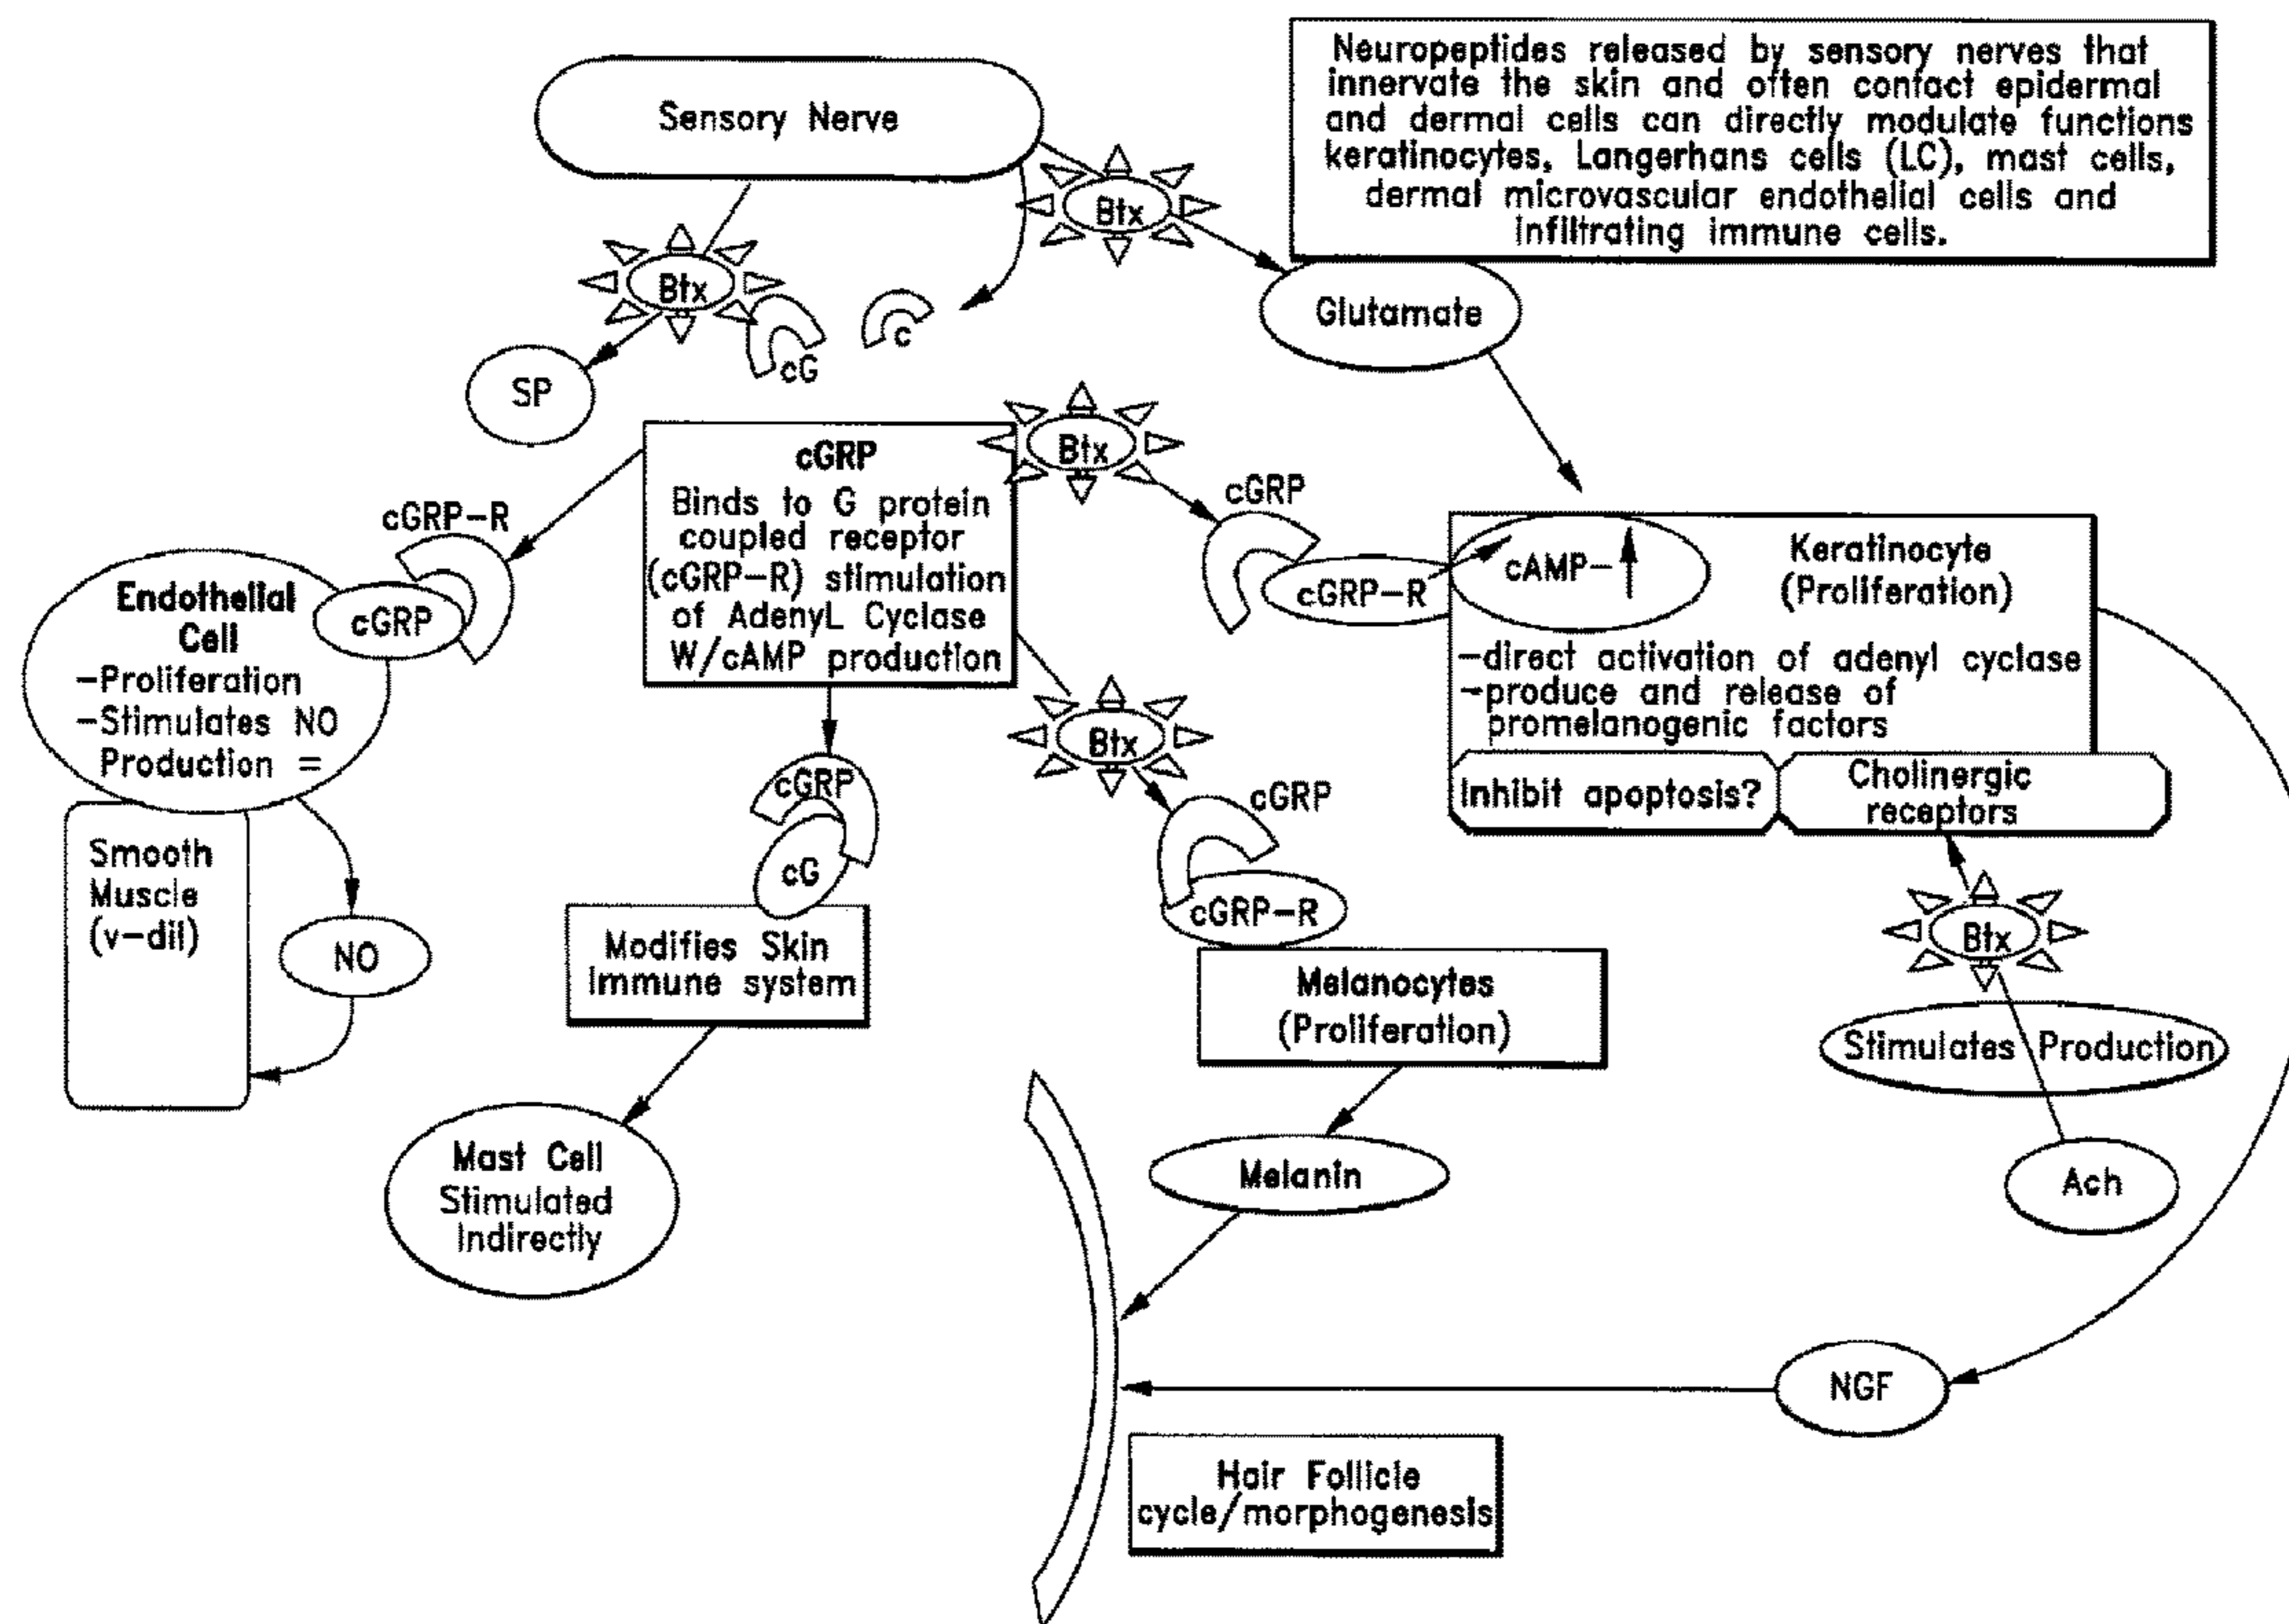 Neuropeptides released by sensory nerves that
innervate the skin and often contact epidermal
and dermal cells can directly modulate functions
keratinocytes, Langerhans cells (LC), mast cells,
dermal microvascular endothelial cells and
infiltrating immune cells.
Sensory Nerve
Btx
Btx
cG
c
SP
Glutamate
cGRP
Binds to G protein
coupled receptor
(cGRP-R) stimulation
of AdenyL Cyclase
W/cAMP production
Btx
cGRP
cGRP-R
cAMP-
Keratinocyte
(Proliferation)
-direct activation of adenyl cyclase
-produce and release of
promelanogenic factors
Inhibit apoptosis?
Cholinergic
receptors
cGRP-R
cGRP
Endothelial
Cell
-Proliferation
-Stimulates NO
Production =
Smooth
Muscle
(v-dil)
NO
cGRP
cG
Modifies Skin
Immune system
Mast Cell
Stimulated
Indirectly
Btx
cGRP
cGRP-R
Melanocytes
(Proliferation)
Melanin
Btx
Stimulates Production
Ach
NGF
Hair Follicle
cycle/morphogenesis